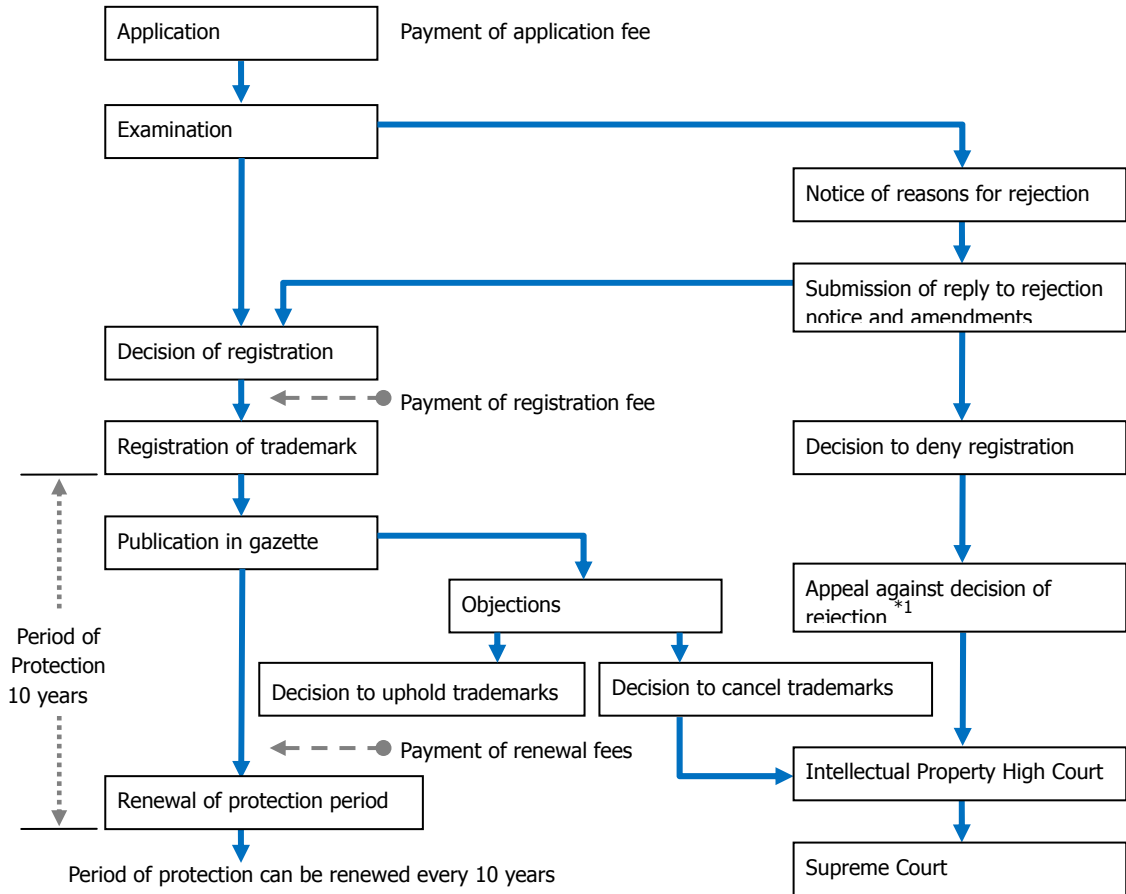 Application
Payment of application fee
Examination
Notice of reasons for rejection
Submission of reply to rejection
notice and amendments
Decision of registration
Payment of registration fee
Registration of trademark
Decision to deny registration
Publication in gazette
Objections
Appeal against decision of
rejection *1
Period of
Protection
10 years
Decision to uphold trademarks
Decision to cancel trademarks
Payment of renewal fees
Intellectual Property High Court
Renewal of protection period
Period of protection can be renewed every 10 years
Supreme Court